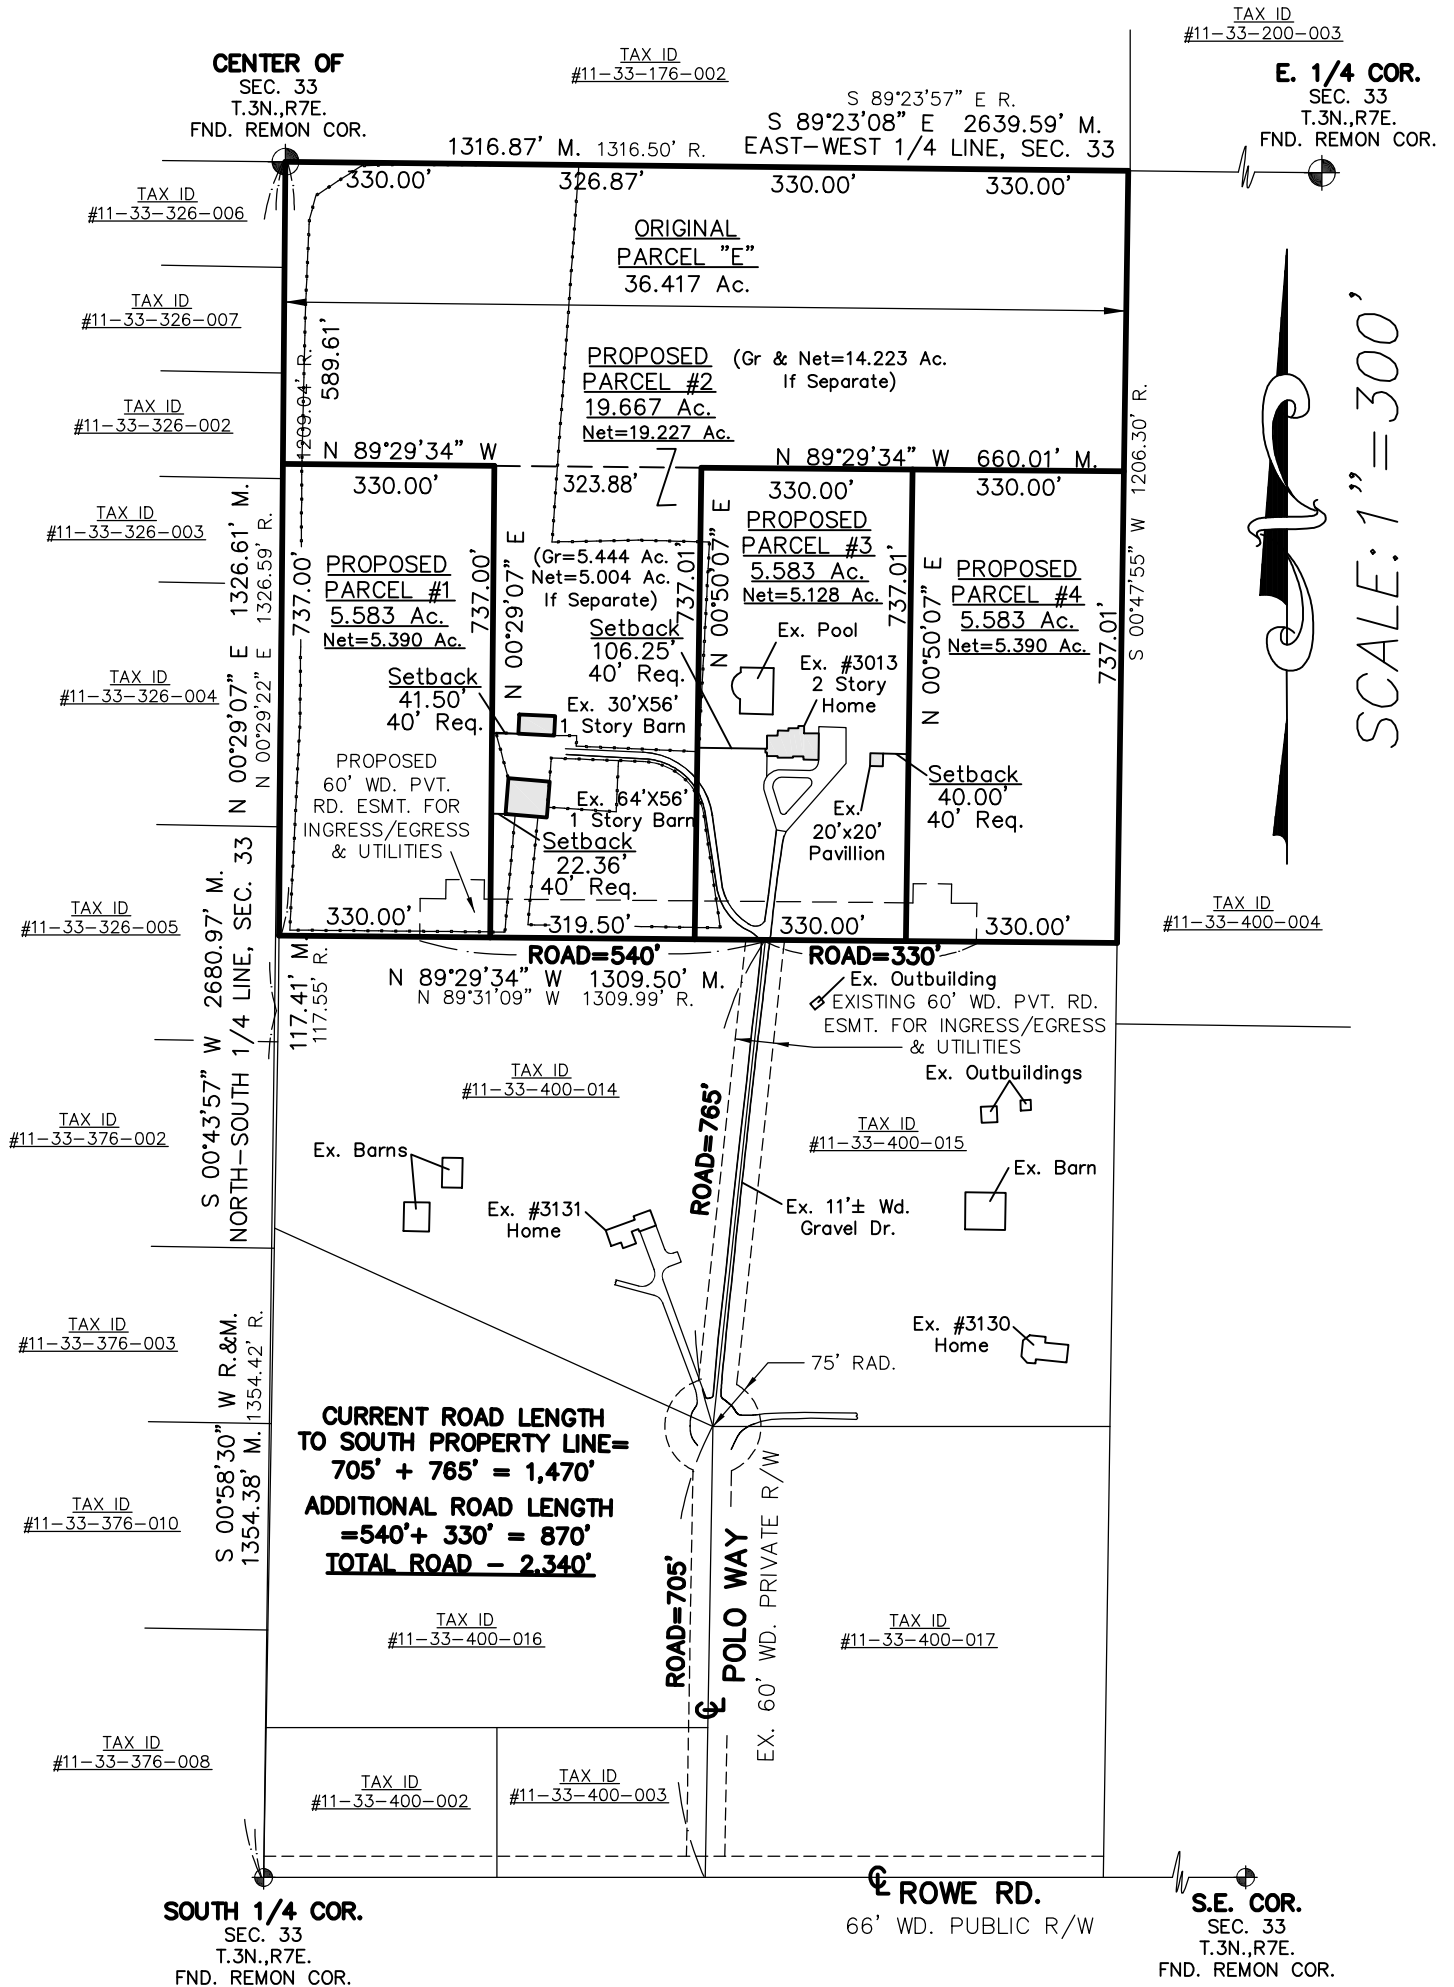 TAX ID
#11-33-200-003
TAX ID
#11-33-176-002
CENTER OF
SEC. 33
T.3N.,R7E.
FND. REMON COR.
E. 1/4 COR.
SEC. 33
T.3N.,R7E.
FND. REMON COR.
S 89°23'57" E R.
S 89°23'08" E 2639.59' M.
1316.87' M. 1316.50' R. EAST-WEST 1/4 LINE, SEC. 33
330.00' 326.87' 330.00' 330.00'
TAX ID
#11-33-326-006
ORIGINAL
PARCEL "E"
36.417 Ac.
TAX ID
#11-33-326-007
1209.04' R.
589.61'
PROPOSED
PARCEL #2
19.667 Ac.
Net=19.227 Ac.
(Gr & Net=14.223 Ac.
If Separate)
TAX ID
#11-33-326-002
SCALE: 1"=300'
S 00°47'55" W 1206.30' R.
N 89°29'34" W
N 89°29'34" W 660.01' M.
330.00' 323.88' 330.00' 330.00'
TAX ID
#11-33-326-003
N 00°29'07" E 1326.61' M.
N 00°29'22" E 1326.59' R.
737.00'
PROPOSED
PARCEL #1
5.583 Ac.
Net=5.390 Ac.
737.00'
N 00°29'07" E
(Gr=5.444 Ac.
Net=5.004 Ac.
If Separate)
737.01'
N 00°50'07" E
PROPOSED
PARCEL #3
5.583 Ac.
Net=5.128 Ac.
737.01'
N 00°50'07" E
PROPOSED
PARCEL #4
5.583 Ac.
Net=5.390 Ac.
737.01'
Setback
106.25'
40' Req.
Ex. Pool
Ex. #3013
2 Story
Home
TAX ID
#11-33-326-004
Setback
41.50'
40' Req.
Ex. 30'X56'
1 Story Barn
PROPOSED
60' WD. PVT.
RD. ESMT. FOR
INGRESS/EGRESS
& UTILITIES
Ex. 64'X56'
1 Story Barn
Setback
22.36'
40' Req.
Ex.
20'x20'
Pavillion
Setback
40.00'
40' Req.
TAX ID
#11-33-326-005
TAX ID
#11-33-400-004
330.00' 319.50' 330.00' 330.00'
ROAD=540' ROAD=330'
N 89°29'34" W 1309.50' M.
N 89°31'09" W 1309.99' R.
117.41' M.
117.55' R.
S 00°43'57" W 2680.97' M.
NORTH-SOUTH 1/4 LINE, SEC. 33
Ex. Outbuilding
EXISTING 60' WD. PVT. RD.
ESMT. FOR INGRESS/EGRESS
& UTILITIES
TAX ID
#11-33-400-014
ROAD=765'
Ex. Outbuildings
TAX ID
#11-33-376-002
TAX ID
#11-33-400-015
Ex. Barns
Ex. Barn
Ex. #3131
Home
Ex. 11'± Wd.
Gravel Dr.
TAX ID
#11-33-376-003
Ex. #3130
Home
75' RAD.
S 00°58'30" W R.&M.
1354.38' M. 1354.42' R.
CURRENT ROAD LENGTH
TO SOUTH PROPERTY LINE=
705' + 765' = 1,470'
ADDITIONAL ROAD LENGTH
=540'+ 330' = 870'
TOTAL ROAD - 2,340'
TAX ID
#11-33-376-010
ROAD=705'
CL POLO WAY
EX. 60' WD. PRIVATE R/W
TAX ID
#11-33-400-016
TAX ID
#11-33-400-017
TAX ID
#11-33-376-008
TAX ID
#11-33-400-002
TAX ID
#11-33-400-003
CL ROWE RD.
66' WD. PUBLIC R/W
SOUTH 1/4 COR.
SEC. 33
T.3N.,R7E.
FND. REMON COR.
S.E. COR.
SEC. 33
T.3N.,R7E.
FND. REMON COR.